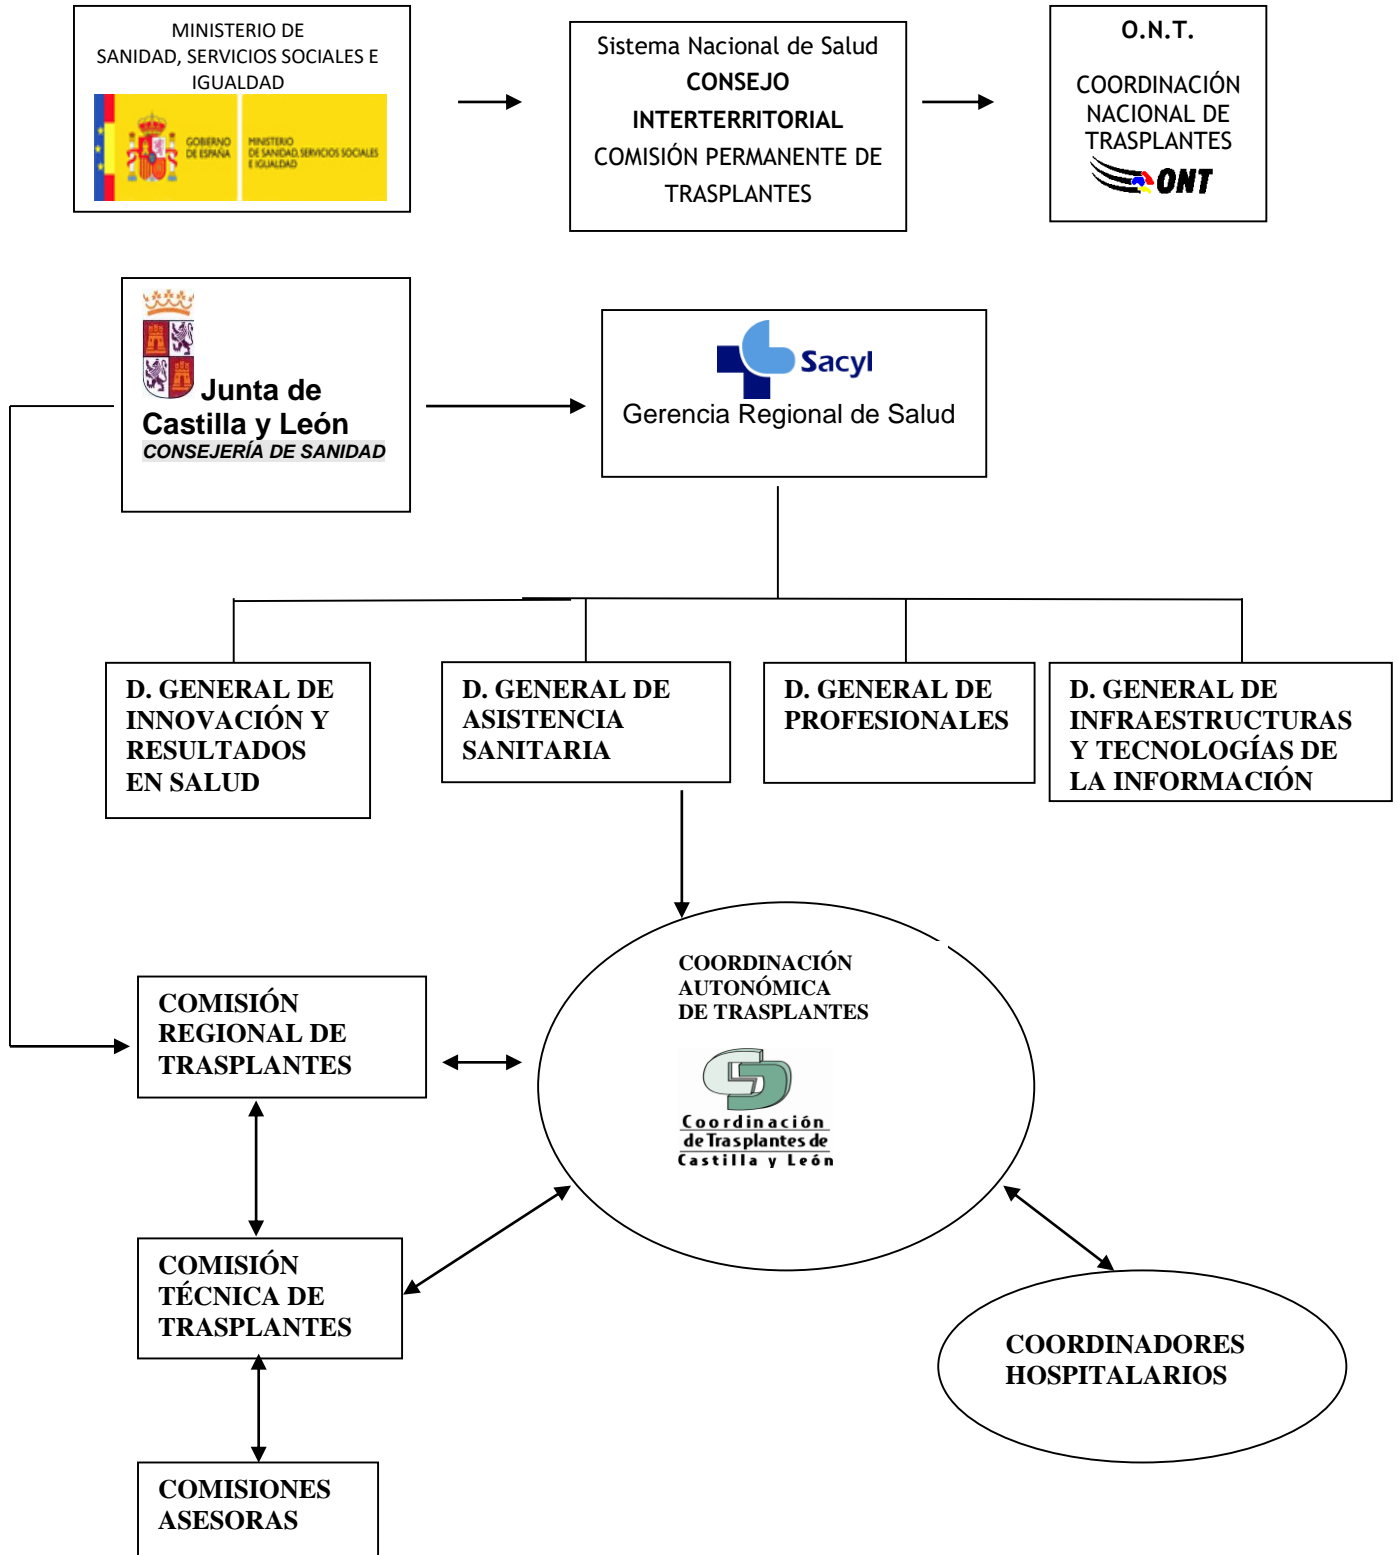 MINISTERIO DE
SANIDAD, SERVICIOS SOCIALES E
IGUALDAD
GOBIERNO
DE ESPAÑA
MINISTERIO
DE SANIDAD, SERVICIOS SOCIALES
E IGUALDAD
Sistema Nacional de Salud
CONSEJO
INTERTERRITORIAL
COMISIÓN PERMANENTE DE
TRASPLANTES
O.N.T.
COORDINACIÓN
NACIONAL DE
TRASPLANTES
ONT
Junta de
Castilla y León
CONSEJERÍA DE SANIDAD
Sacyl
Gerencia Regional de Salud
D. GENERAL DE
INNOVACIÓN Y
RESULTADOS
EN SALUD
D. GENERAL DE
ASISTENCIA
SANITARIA
D. GENERAL DE
PROFESIONALES
D. GENERAL DE
INFRAESTRUCTURAS
Y TECNOLOGÍAS DE
LA INFORMACIÓN
COORDINACIÓN
AUTONÓMICA
DE TRASPLANTES
Coordinación
de Trasplantes de
Castilla y León
COMISIÓN
REGIONAL DE
TRASPLANTES
COMISIÓN
TÉCNICA DE
TRASPLANTES
COORDINADORES
HOSPITALARIOS
COMISIONES
ASESORAS